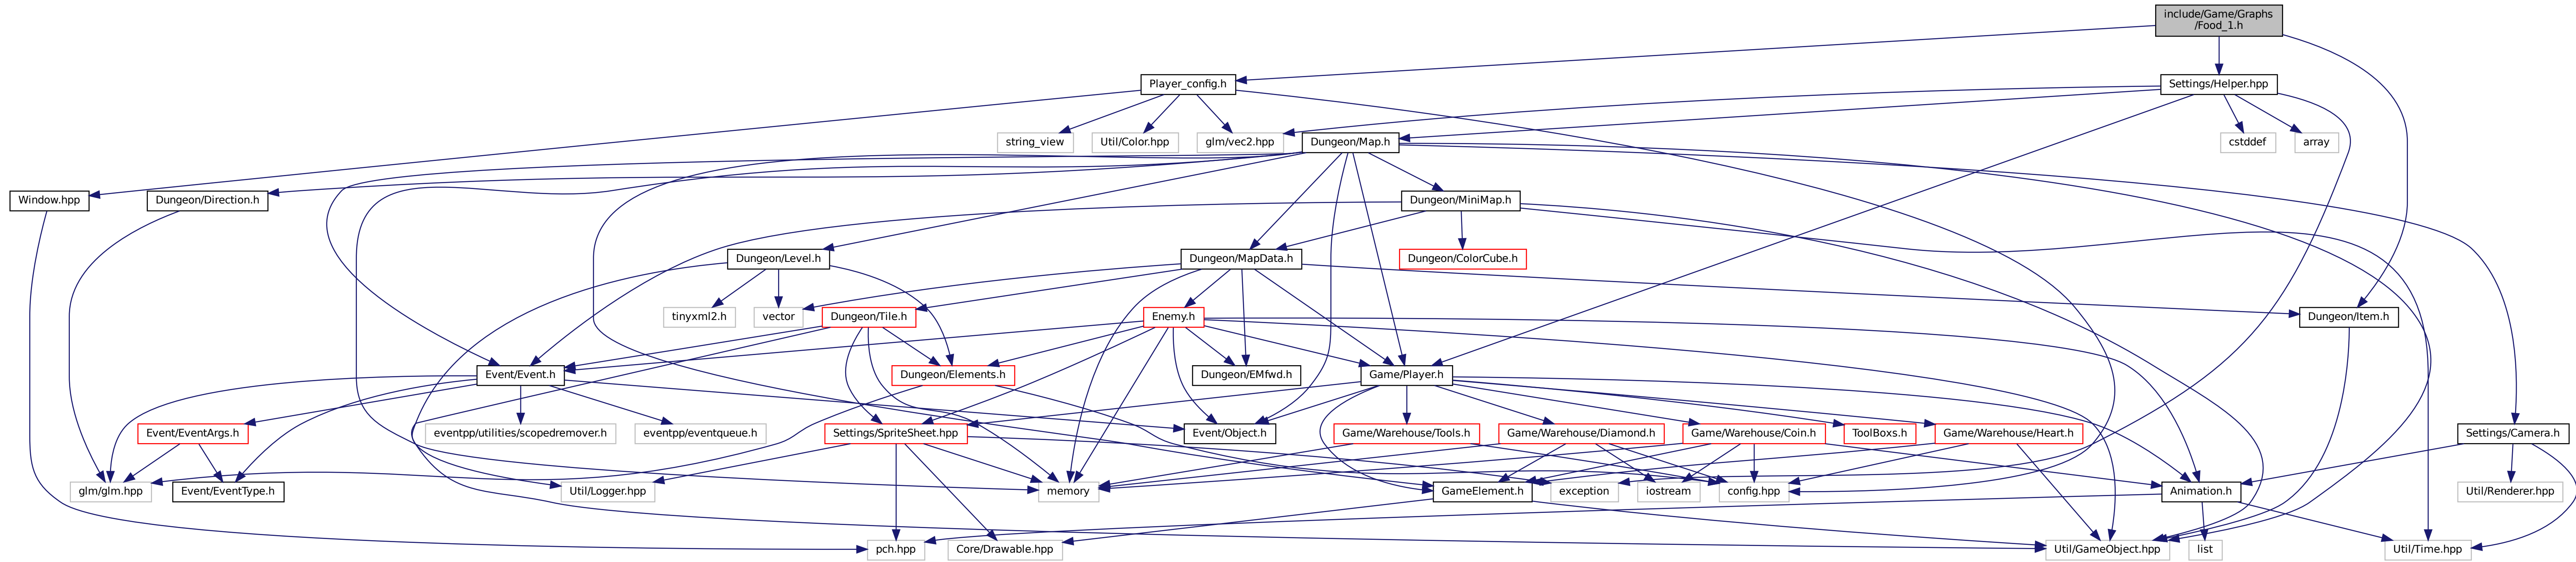 include/Game/Graphs
/Food_1.h
Player_config.h
Settings/Helper.hpp
string_view
Util/Color.hpp
glm/vec2.hpp
Dungeon/Map.h
cstddef
array
Window.hpp
Dungeon/Direction.h
Dungeon/MiniMap.h
Dungeon/Level.h
Dungeon/MapData.h
Dungeon/ColorCube.h
tinyxml2.h
vector
Dungeon/Tile.h
Enemy.h
Dungeon/Item.h
Event/Event.h
Dungeon/Elements.h
Dungeon/EMfwd.h
Game/Player.h
Event/EventArgs.h
eventpp/utilities/scopedremover.h
eventpp/eventqueue.h
Settings/SpriteSheet.hpp
Event/Object.h
Game/Warehouse/Tools.h
Game/Warehouse/Diamond.h
Game/Warehouse/Coin.h
ToolBoxs.h
Game/Warehouse/Heart.h
Settings/Camera.h
glm/glm.hpp
Event/EventType.h
Util/Logger.hpp
memory
GameElement.h
exception
iostream
config.hpp
Animation.h
Util/Renderer.hpp
pch.hpp
Core/Drawable.hpp
Util/GameObject.hpp
list
Util/Time.hpp